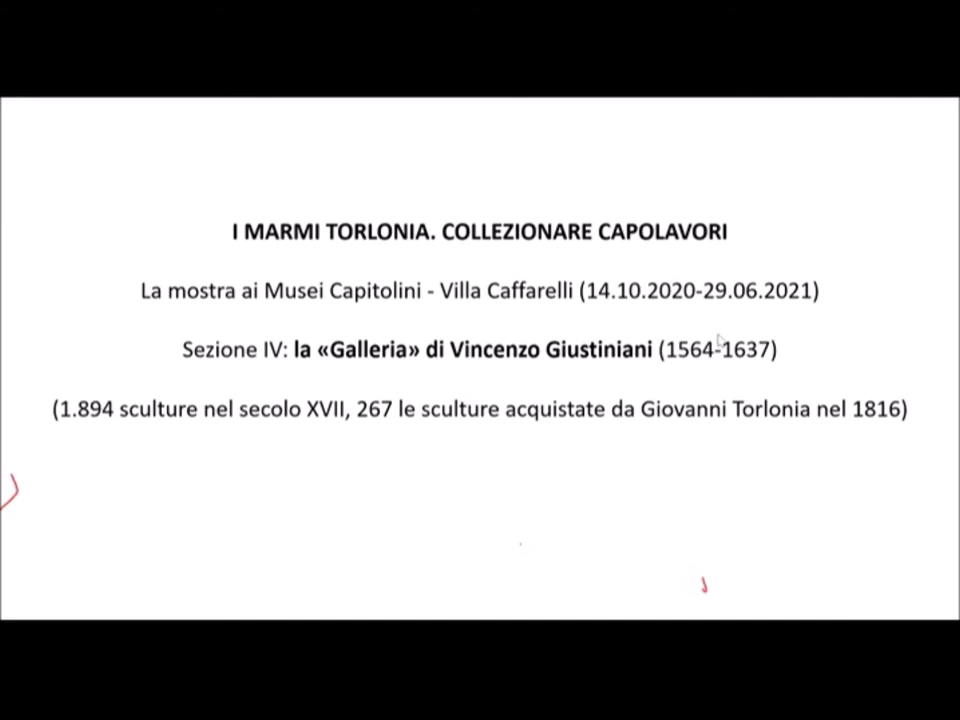 I MARMI TORLONIA. COLLEZIONARE CAPOLAVORI
La mostra ai Musei Capitolini - Villa Caffarelli (14.10.2020-29.06.2021)
Sezione IV: la «Galleria» di Vincenzo Giustiniani (1564-1637)
(1.894 sculture nel secolo XVII, 267 le sculture acquistate da Giovanni Torlonia nel 1816)